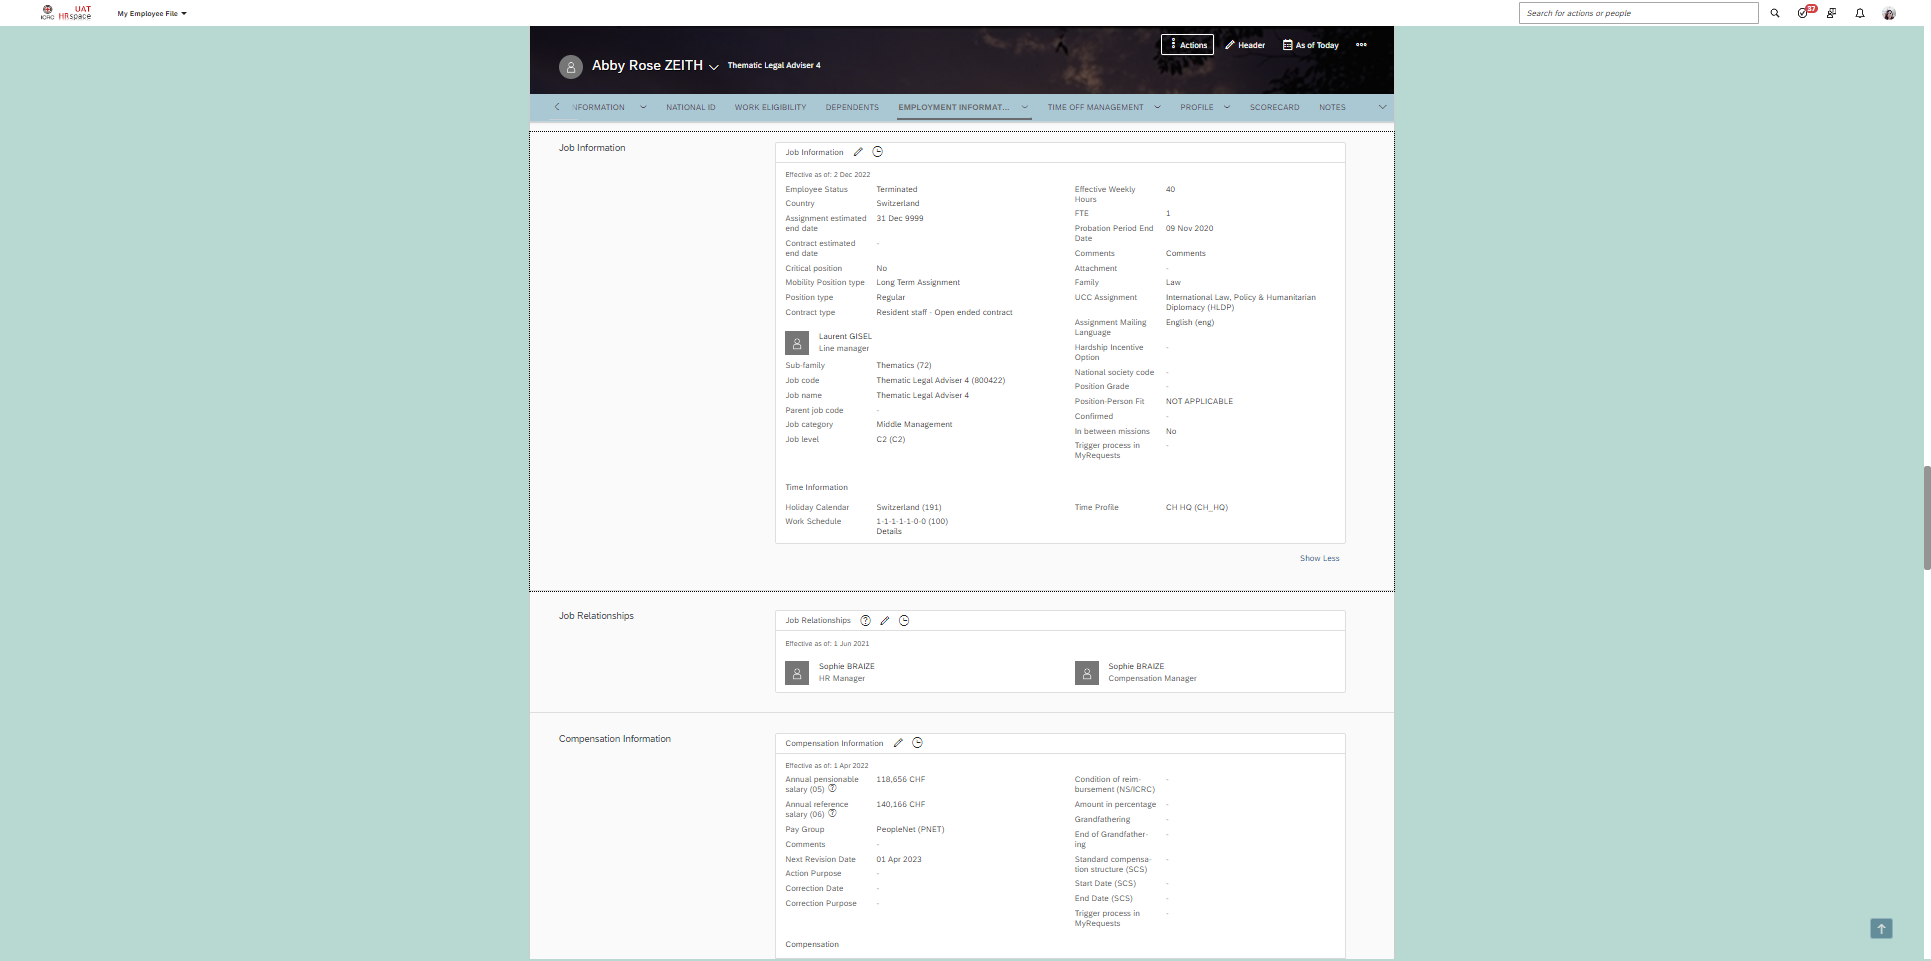 ICRC UAT HRspace My Employee File Search for actions or people 37
Actions Header As of Today
Abby Rose ZEITH Thematic Legal Adviser 4
NFORMATION NATIONAL ID WORK ELIGIBILITY DEPENDENTS EMPLOYMENT INFORMAT... TIME OFF MANAGEMENT PROFILE SCORECARD NOTES
Job Information
Job Information
Effective as of: 2 Dec 2022
Employee Status Terminated
Country Switzerland
Assignment estimated end date 31 Dec 9999
Contract estimated end date -
Critical position No
Mobility Position type Long Term Assignment
Position type Regular
Contract type Resident staff - Open ended contract
Laurent GISEL
Line manager
Sub-family Thematics (72)
Job code Thematic Legal Adviser 4 (800422)
Job name Thematic Legal Adviser 4
Parent job code -
Job category Middle Management
Job level C2 (C2)
Effective Weekly Hours 40
FTE 1
Probation Period End Date 09 Nov 2020
Comments Comments
Attachment -
Family Law
UCC Assignment International Law, Policy & Humanitarian Diplomacy (HLDP)
Assignment Mailing Language English (eng)
Hardship Incentive Option -
National society code -
Position Grade -
Position-Person Fit NOT APPLICABLE
Confirmed -
In between missions No
Trigger process in MyRequests -
Time Information
Holiday Calendar Switzerland (191)
Work Schedule 1-1-1-1-1-0-0 (100)
Details
Time Profile CH HQ (CH_HQ)
Show Less
Job Relationships
Job Relationships
Effective as of: 1 Jun 2021
Sophie BRAIZE
HR Manager
Sophie BRAIZE
Compensation Manager
Compensation Information
Compensation Information
Effective as of: 1 Apr 2022
Annual pensionable salary (05) 118,656 CHF
Annual reference salary (06) 140,166 CHF
Pay Group PeopleNet (PNET)
Comments -
Next Revision Date 01 Apr 2023
Action Purpose -
Correction Date -
Correction Purpose -
Condition of reim-
bursement (NS/ICRC) -
Amount in percentage -
Grandfathering -
End of Grandfather-
ing -
Standard compensa-
tion structure (SCS) -
Start Date (SCS) -
End Date (SCS) -
Trigger process in MyRequests -
Compensation